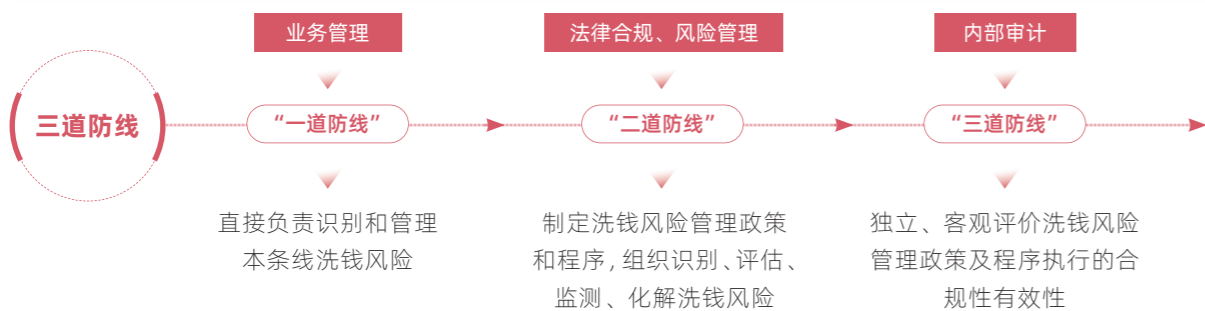 三道防线
业务管理
“一道防线”
直接负责识别和管理
本条线洗钱风险
法律合规、风险管理
“二道防线”
制定洗钱风险管理政策
和程序,组织识别、评估、
监测、化解洗钱风险
内部审计
“三道防线”
独立、客观评价洗钱风险
管理政策及程序执行的合
规性有效性